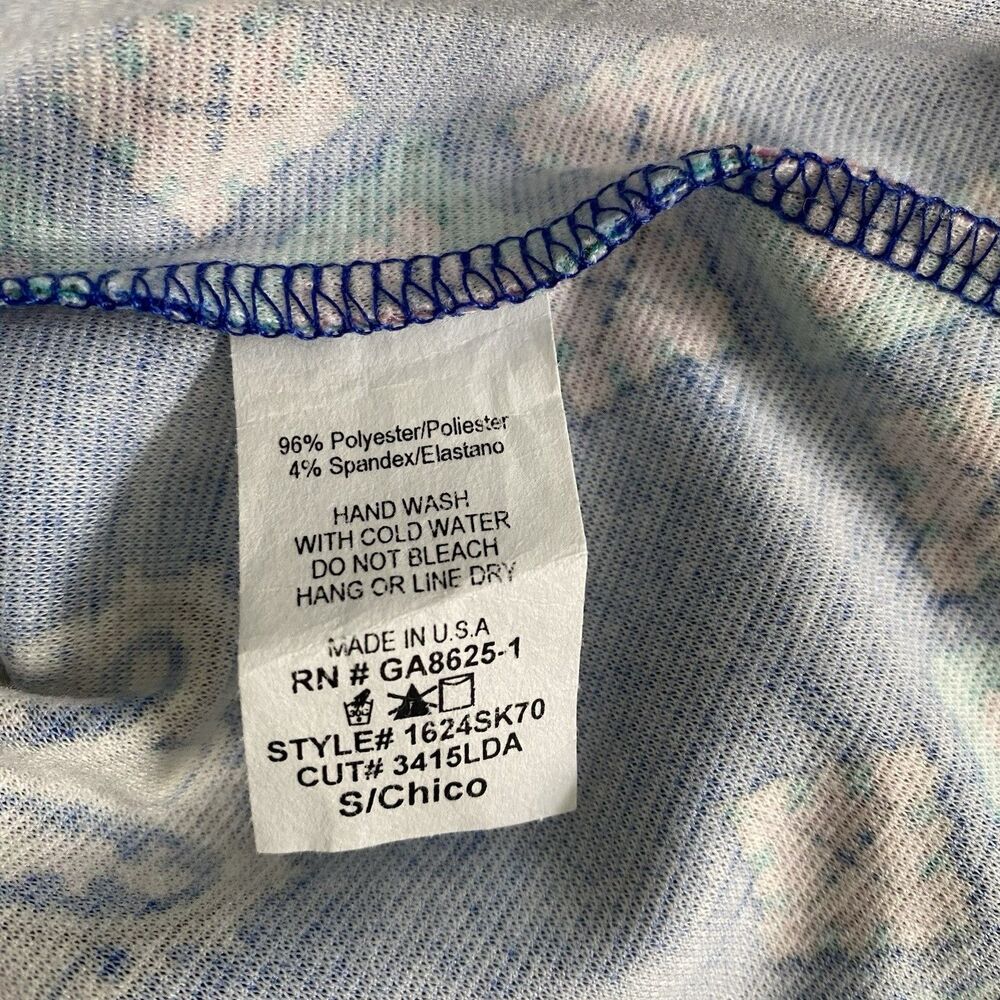 96% Polyester/Poliester
4% Spandex/Elastano
HAND WASH
WITH COLD WATER
DO NOT BLEACH
HANG OR LINE DRY
MADE IN U.S.A
RN # GA8625-1
STYLE# 1624SK70
CUT# 3415LDA
S/Chico